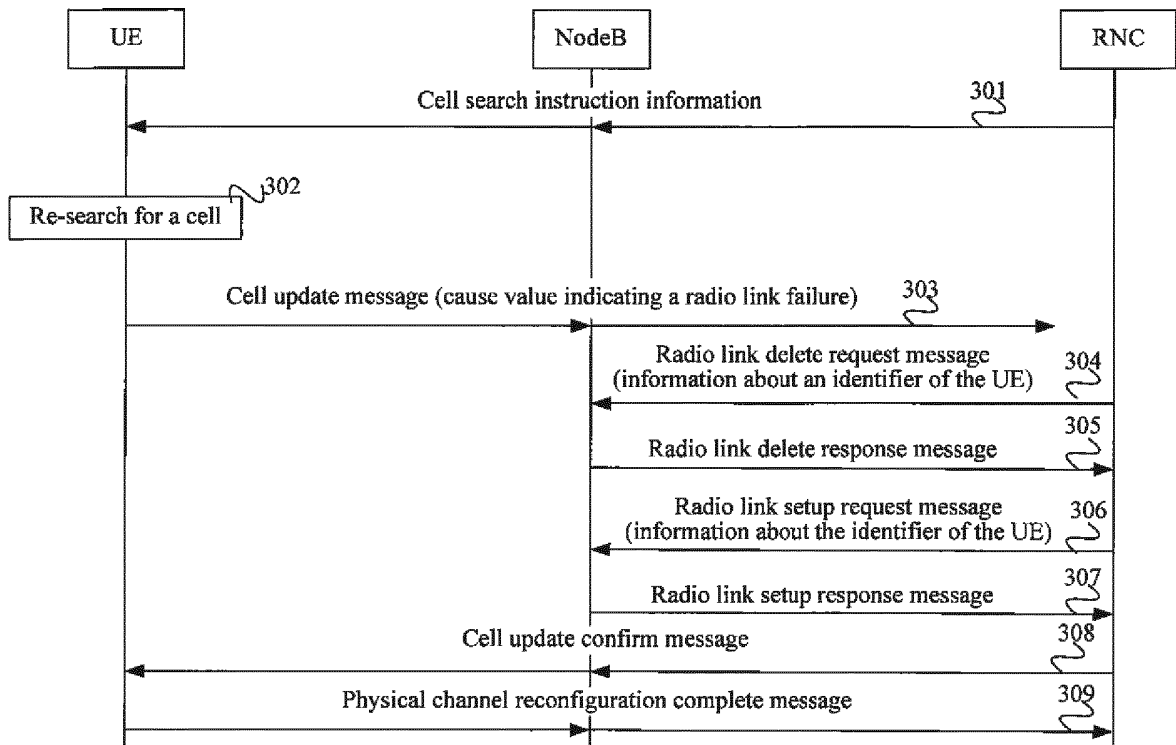 UE
NodeB
RNC
Cell search instruction information
301
302
Re-search for a cell
Cell update message (cause value indicating a radio link failure)
303
Radio link delete request message
(information about an identifier of the UE)
304
305
Radio link delete response message
Radio link setup request message
(information about the identifier of the UE)
306
307
Radio link setup response message
Cell update confirm message
308
Physical channel reconfiguration complete message
309